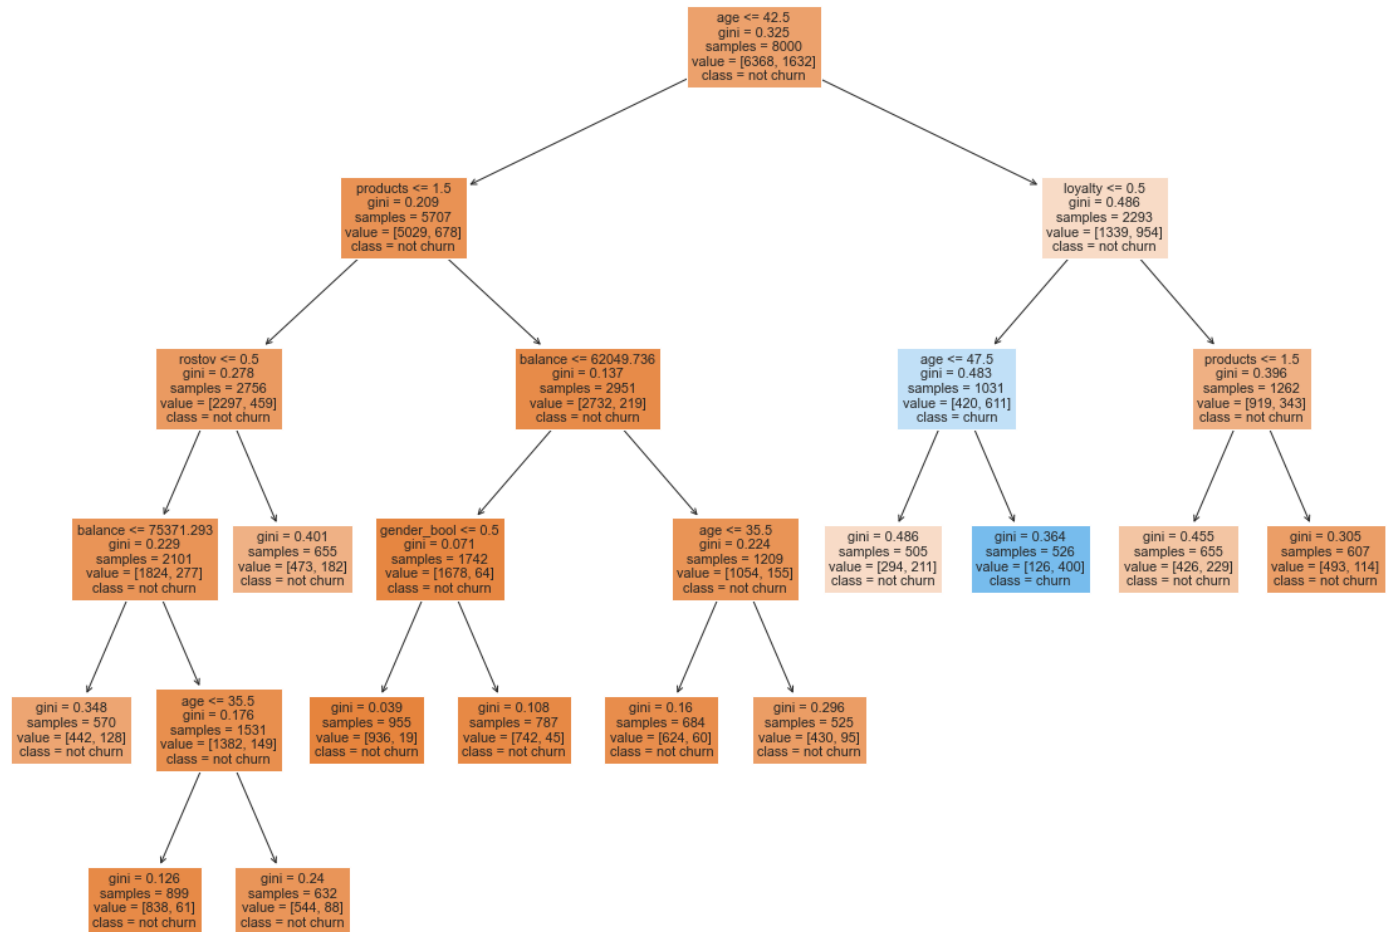 age <= 42.5
gini = 0.325
samples = 8000
value = [6368, 1632]
class = not churn
products <= 1.5
gini = 0.209
samples = 5707
value = [5029, 678]
class = not churn
loyalty <= 0.5
gini = 0.486
samples = 2293
value = [1339, 954]
class = not churn
rostov <= 0.5
gini = 0.278
samples = 2756
value = [2297, 459]
class = not churn
balance <= 62049.736
gini = 0.137
samples = 2951
value = [2732, 219]
class = not churn
age <= 47.5
gini = 0.483
samples = 1031
value = [420, 611]
class = churn
products <= 1.5
gini = 0.396
samples = 1262
value = [919, 343]
class = not churn
balance <= 75371.293
gini = 0.229
samples = 2101
value = [1824, 277]
class = not churn
gini = 0.401
samples = 655
value = [473, 182]
class = not churn
gender_bool <= 0.5
gini = 0.071
samples = 1742
value = [1678, 64]
class = not churn
age <= 35.5
gini = 0.224
samples = 1209
value = [1054, 155]
class = not churn
gini = 0.486
samples = 505
value = [294, 211]
class = not churn
gini = 0.364
samples = 526
value = [126, 400]
class = churn
gini = 0.455
samples = 655
value = [426, 229]
class = not churn
gini = 0.305
samples = 607
value = [493, 114]
class = not churn
gini = 0.348
samples = 570
value = [442, 128]
class = not churn
age <= 35.5
gini = 0.176
samples = 1531
value = [1382, 149]
class = not churn
gini = 0.039
samples = 955
value = [936, 19]
class = not churn
gini = 0.108
samples = 787
value = [742, 45]
class = not churn
gini = 0.16
samples = 684
value = [624, 60]
class = not churn
gini = 0.296
samples = 525
value = [430, 95]
class = not churn
gini = 0.126
samples = 899
value = [838, 61]
class = not churn
gini = 0.24
samples = 632
value = [544, 88]
class = not churn